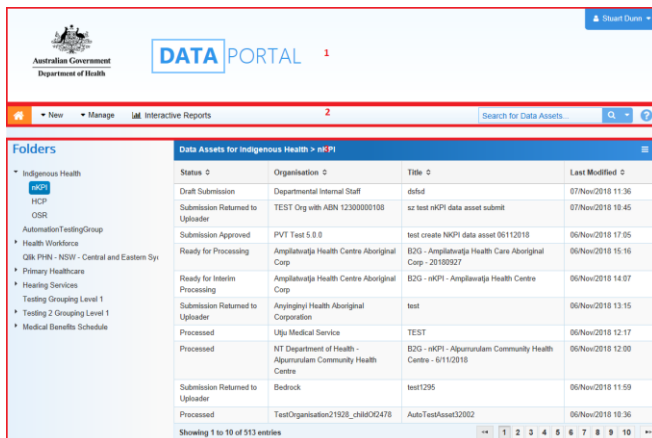 Stuart Dunn
Australian Government
Department of Health
DATA PORTAL
1
New
Manage
Interactive Reports
2
Search for Data Assets...
?
Folders
Indigenous Health
nKPI
HCP
OSR
AutomationTestingGroup
Health Workforce
Qlik PHN - NSW - Central and Eastern Sy
Primary Healthcare
Hearing Services
Testing Grouping Level 1
Testing 2 Grouping Level 1
Medical Benefits Schedule
Data Assets for Indigenous Health > nKPI
3
Status Organisation Title Last Modified
Draft Submission Departmental Internal Staff dsfsd 07/Nov/2018 11:36
Submission Returned to TEST Org with ABN 12300000108 sz test nKPI data asset submit 07/Nov/2018 10:45
Uploader
Submission Approved PVT Test 5.0.0 test create NKPI data asset 06112018 06/Nov/2018 17:05
Ready for Processing Ampilatwatja Health Centre Aboriginal B2G - Ampilatwatja Health Care Aboriginal 06/Nov/2018 15:16
Corp Corp - 20180927
Ready for Interim Ampilatwatja Health Centre Aboriginal B2G - nKPI - Ampilawatja Health Centre 06/Nov/2018 14:07
Processing Corp
Submission Returned to Anyinginyi Health Aboriginal test 06/Nov/2018 13:15
Uploader Corporation
Processed Utju Medical Service TEST 06/Nov/2018 12:17
Processed NT Department of Health - B2G - nKPI - Alpurrurulam Community Health 06/Nov/2018 12:00
Alpurrurulam Community Health Centre - 6/11/2018
Centre
Submission Returned to Bedrock test1295 06/Nov/2018 11:59
Uploader
Processed TestOrganisation21928_childOf2478 AutoTestAsset32002 06/Nov/2018 10:36
Showing 1 to 10 of 513 entries 1 2 3 4 5 6 7 8 9 10